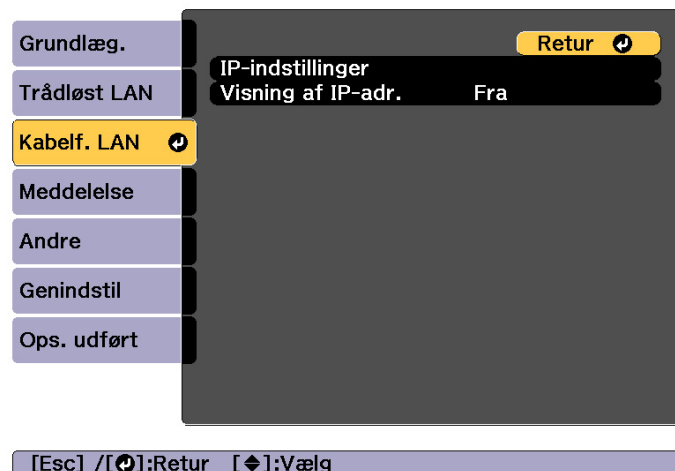 Grundlæg.
Trådløst LAN
Kabelf. LAN
Meddelelse
Andre
Genindstil
Ops. udført
Retur
IP-indstillinger
Visning af IP-adr. Fra
[Esc] /[ ]:Retur [ ]:Vælg